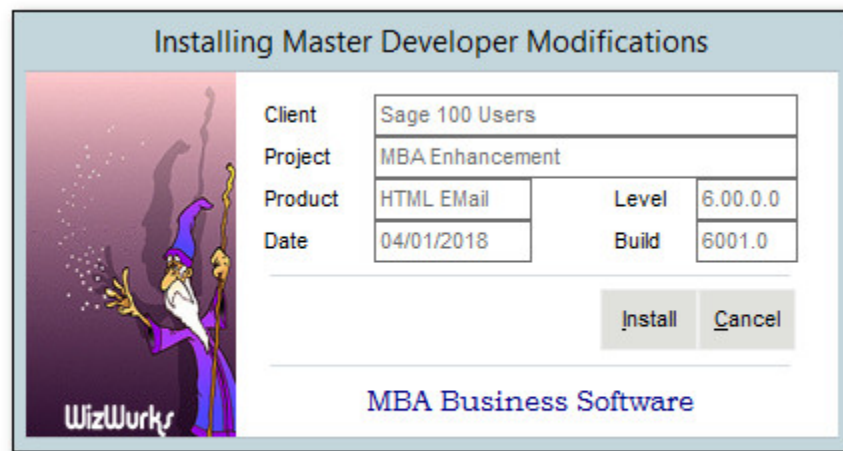 Installing Master Developer Modifications
Client Sage 100 Users
Project MBA Enhancement
Product HTML EMail Level 6.00.0.0
Date 04/01/2018 Build 6001.0
Install Cancel
WizWurks
MBA Business Software